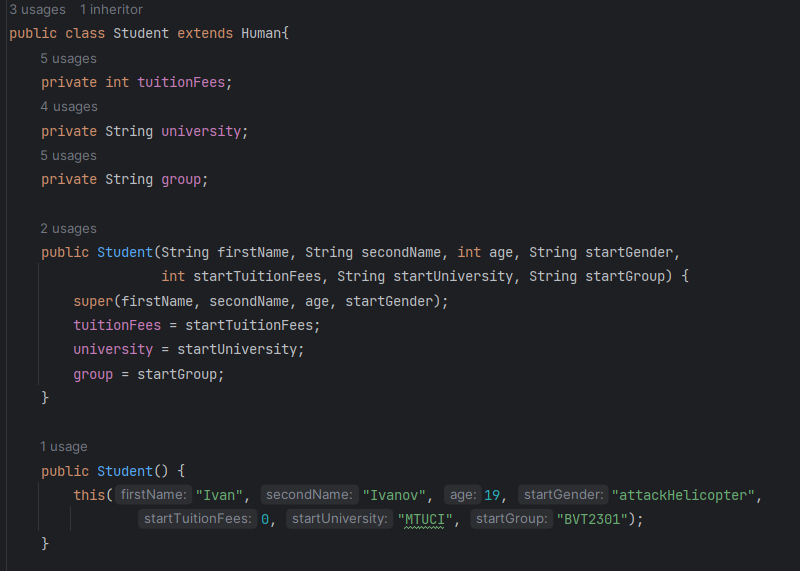 3 usages 1 inheritor
public class Student extends Human{
5 usages
private int tuitionFees;
4 usages
private String university;
5 usages
private String group;
2 usages
public Student(String firstName, String secondName, int age, String startGender,
int startTuitionFees, String startUniversity, String startGroup) {
super(firstName, secondName, age, startGender);
tuitionFees = startTuitionFees;
university = startUniversity;
group = startGroup;
}
1 usage
public Student() {
this( firstName: "Ivan", secondName: "Ivanov", age: 19, startGender: "attackHelicopter",
startTuitionFees: 0, startUniversity: "MTUCI", startGroup: "BVT2301");
}